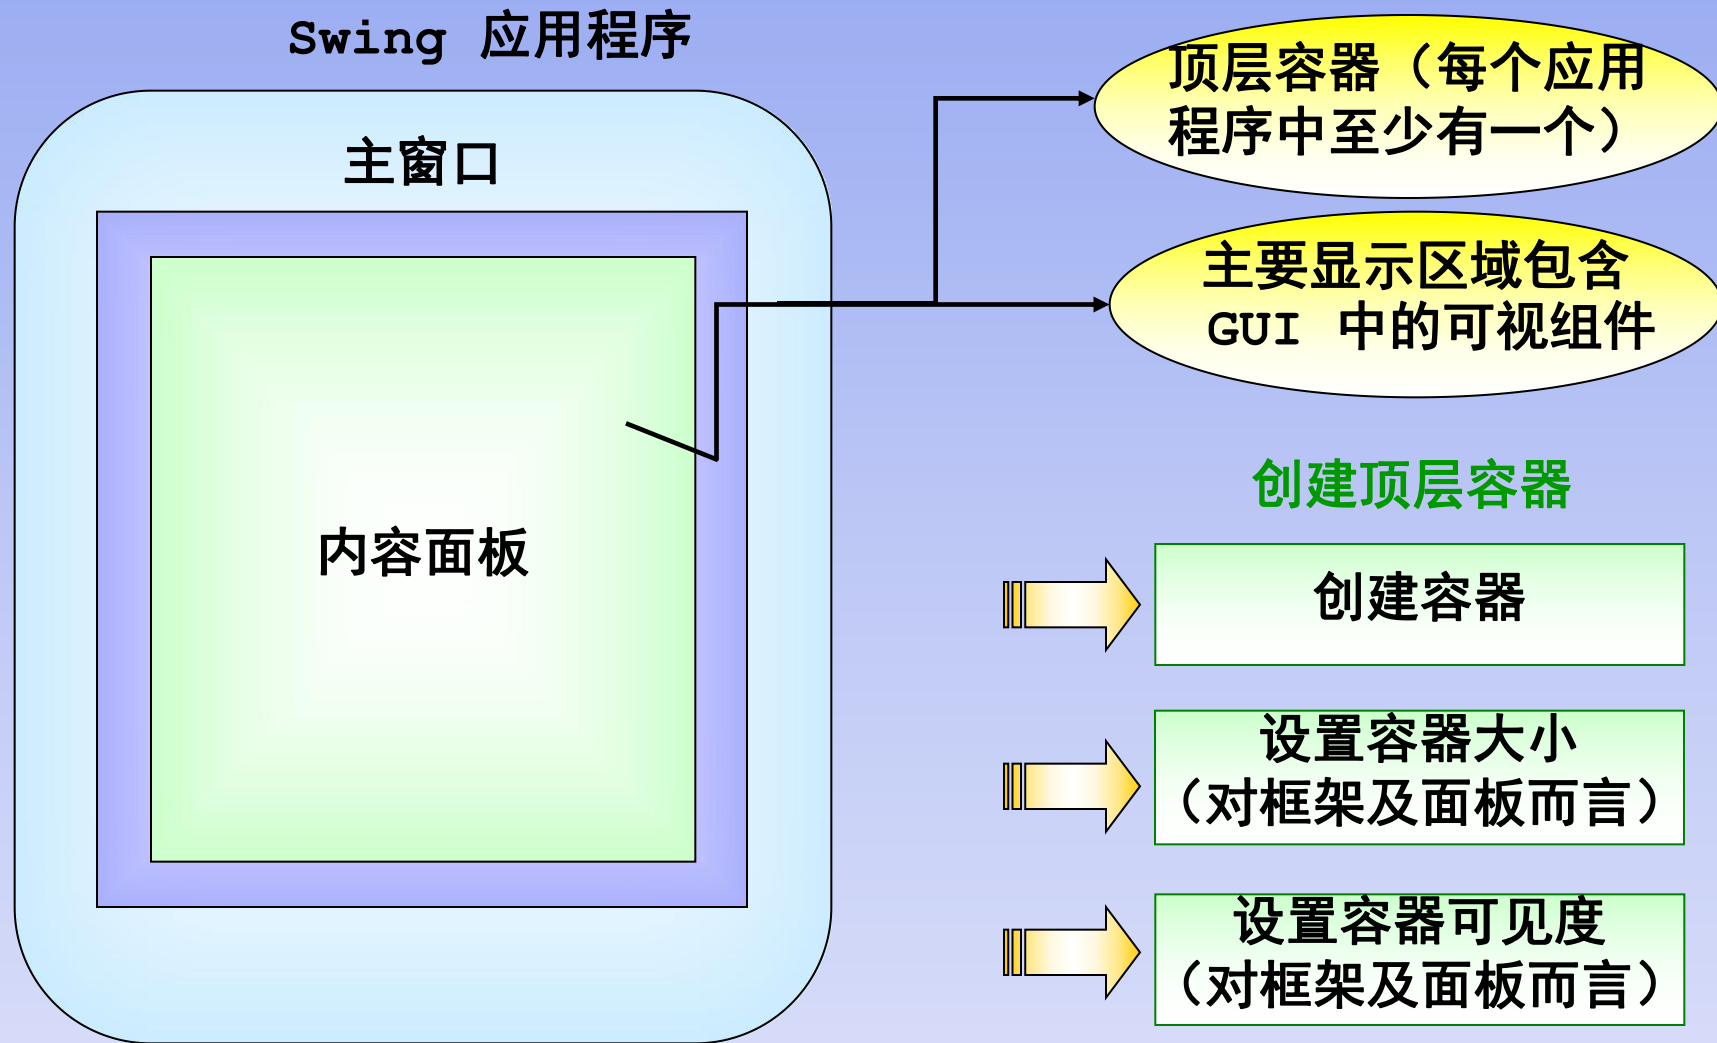 Swing 应用程序
主窗口
内容面板
顶层容器（每个应用
程序中至少有一个）
主要显示区域包含
GUI 中的可视组件
创建顶层容器
创建容器
设置容器大小
（对框架及面板而言）
设置容器可见度
（对框架及面板而言）